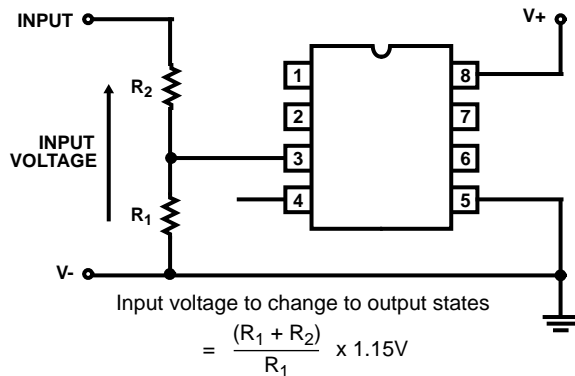 INPUT
V+
R2
INPUT
VOLTAGE
R1
V-
1
2
3
4
8
7
6
5
Input voltage to change to output states
= (R1 + R2)
R1
x 1.15V